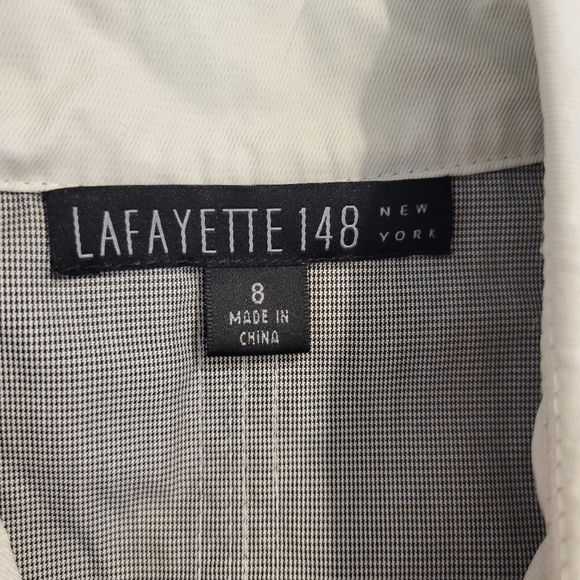 LAFAYETTE 148 NEW YORK
8
MADE IN
CHINA